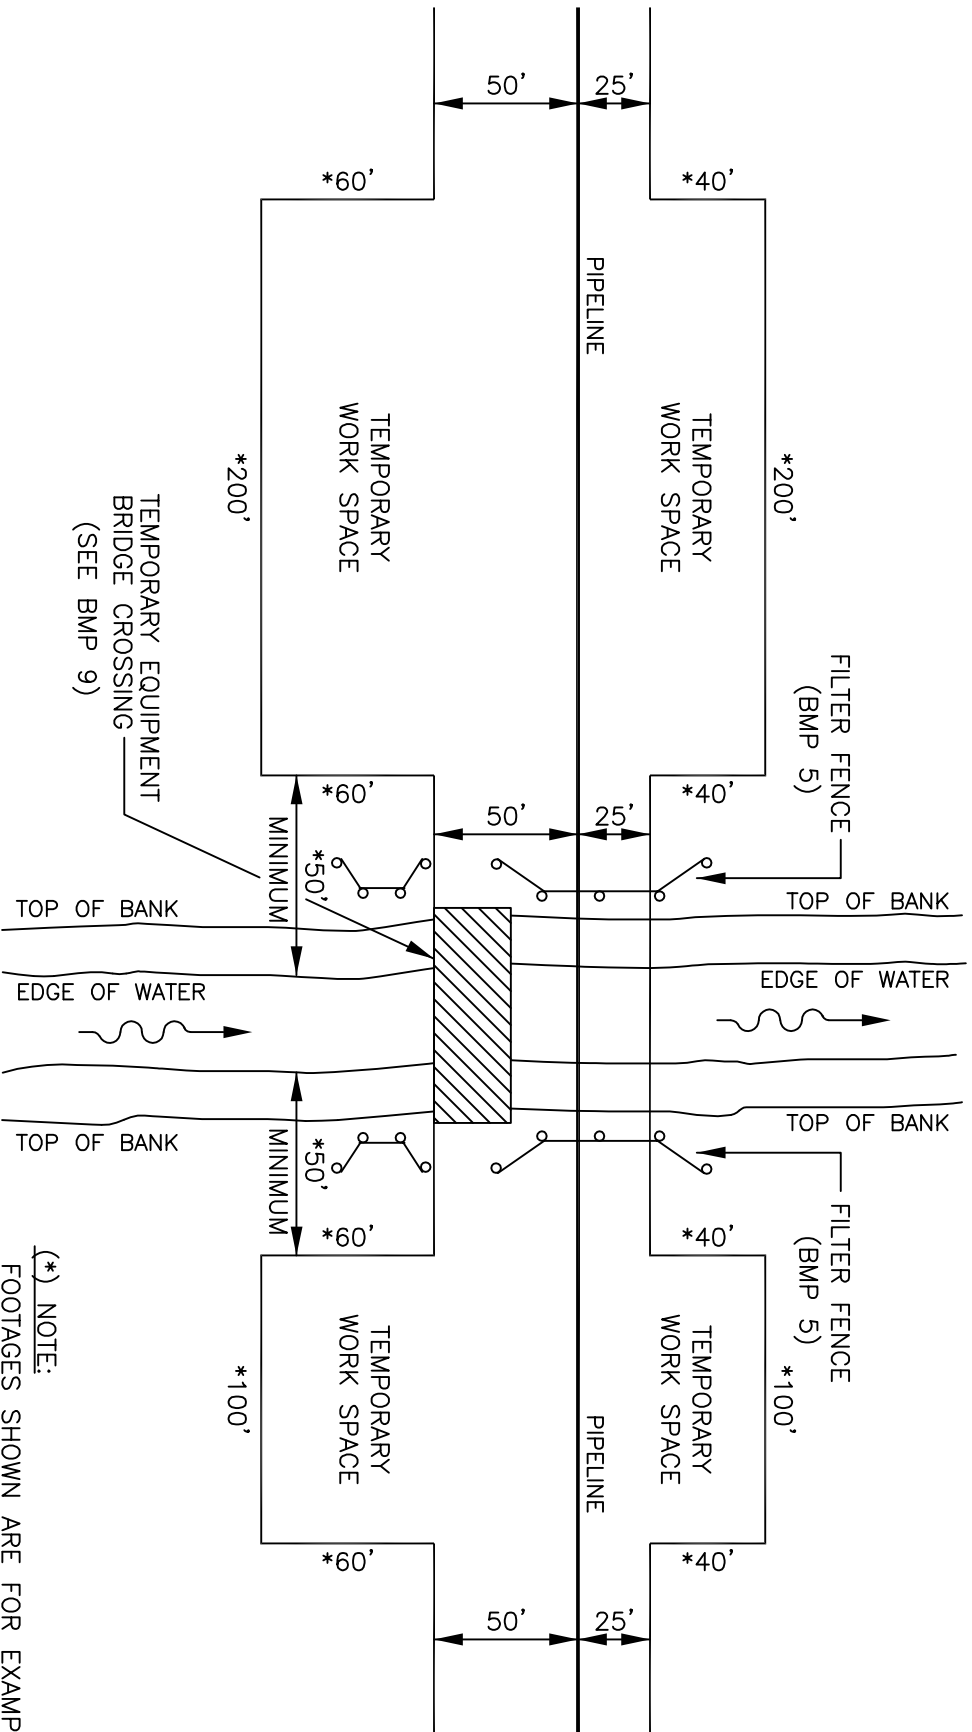 50'
25'
*60'
*40'
PIPELINE
TEMPORARY
WORK SPACE
TEMPORARY
WORK SPACE
*200'
*200'
TEMPORARY EQUIPMENT
BRIDGE CROSSING
(SEE BMP 9)
FILTER FENCE
(BMP 5)
*60'
*40'
50'
25'
*50'
MINIMUM
TOP OF BANK
TOP OF BANK
EDGE OF WATER
EDGE OF WATER
TOP OF BANK
TOP OF BANK
*50'
MINIMUM
FILTER FENCE
(BMP 5)
*60'
*40'
TEMPORARY
WORK SPACE
TEMPORARY
WORK SPACE
*100'
*100'
PIPELINE
*60'
*40'
50'
25'
(*) NOTE:
FOOTAGES SHOWN ARE FOR EXAMP